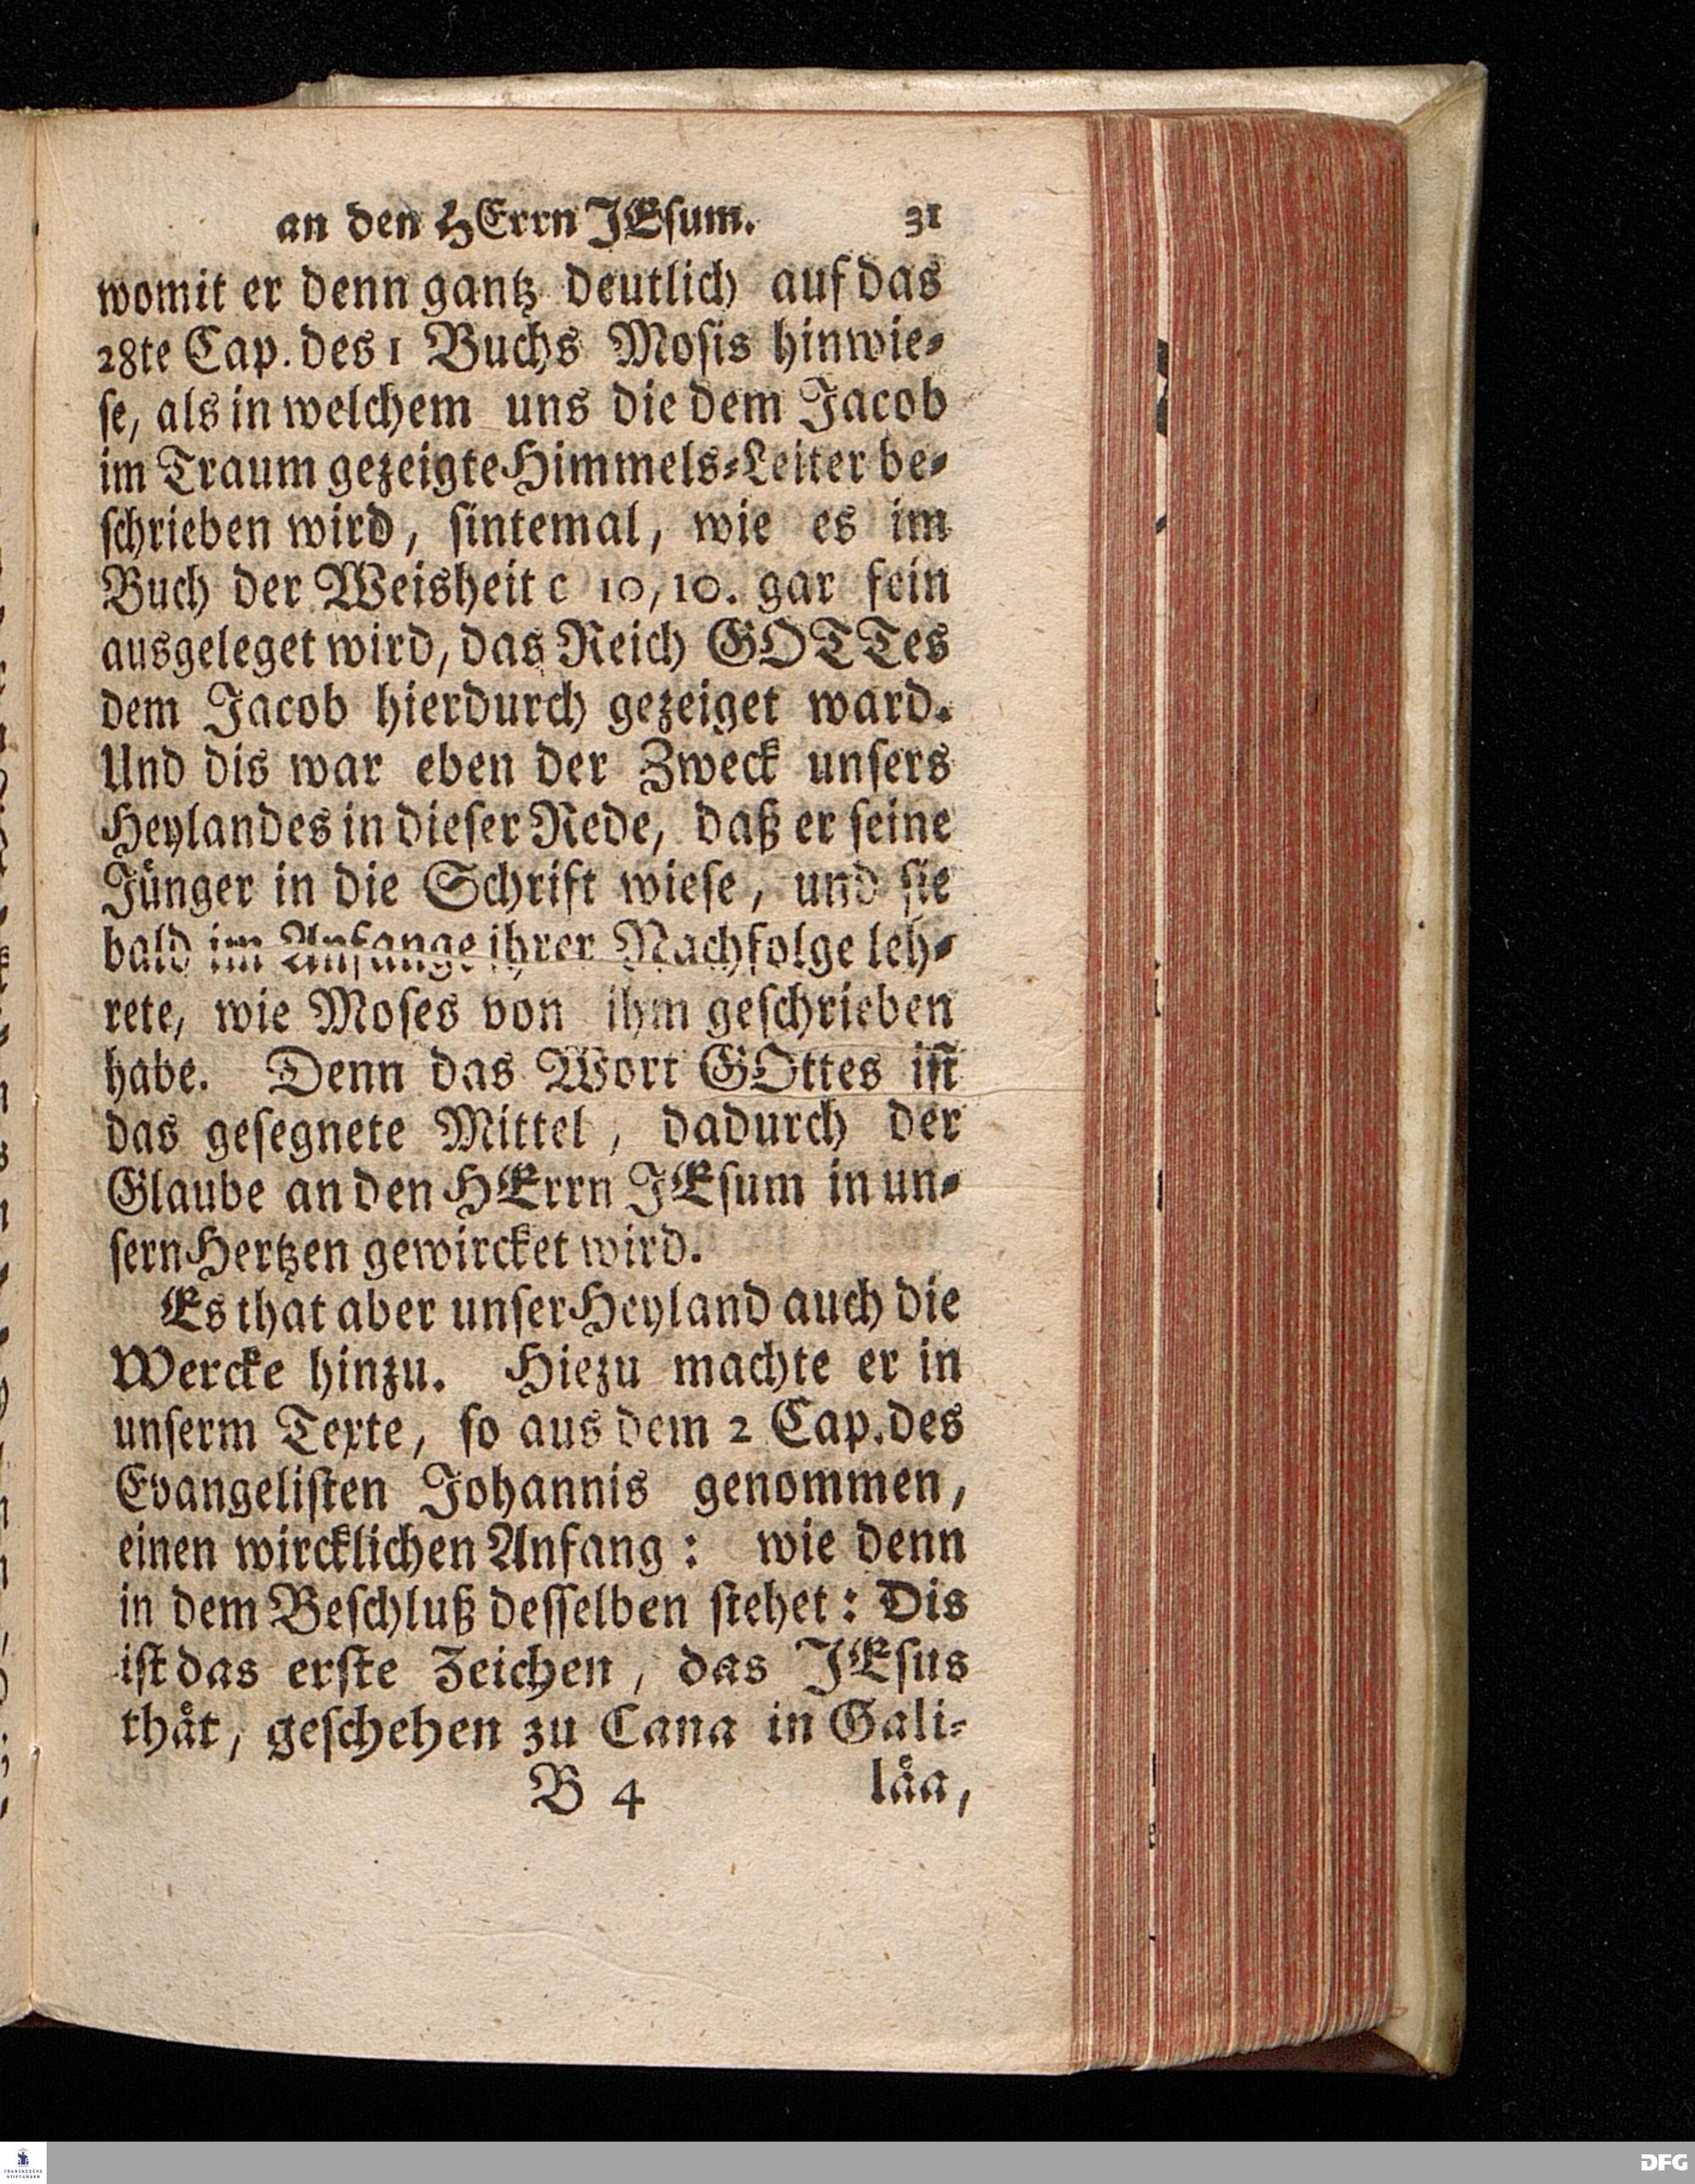 an den HErrn JEſum. 31
womit er denn gantz deutlich auf das
28te Cap. des 1 Buchs Moſis hinwie⸗
ſe, als in welchem uns die dem Jacob
im Traum gezeigte Himmels⸗Leiter be⸗
ſchrieben wird, ſintemal, wie es im
Buch der Weisheit c 10, 10. gar fein
ausgeleget wird, das Reich GOTTes
dem Jacob hierdurch gezeiget ward.
Und dis war eben der Zweck unſers
Heylandes in dieſer Rede, daß er ſeine
Jünger in die Schrift wieſe, und ſie
bald im Anfange ihrer Nachfolge leh⸗
rete, wie Moſes von ihm geſchrieben
habe. Denn das Wort GOttes iſt
das geſegnete Mittel, dadurch der
Glaube an den HErrn JEſum in un⸗
ſern Hertzen gewircket wird.
Es that aber unſer Heyland auch die
Wercke hinzu. Hiezu machte er in
unſerm Texte, ſo aus dem 2 Cap. des
Evangeliſten Johannis genommen,
einen wircklichen Anfang: wie denn
in dem Beſchluß deſſelben ſtehet: Dis
iſt das erſte Zeichen, das JEſus
thät, geſchehen zu Cana in Gali⸗
B 4 läa,
FRANCKESCHE
STIFTUNGEN
DFG